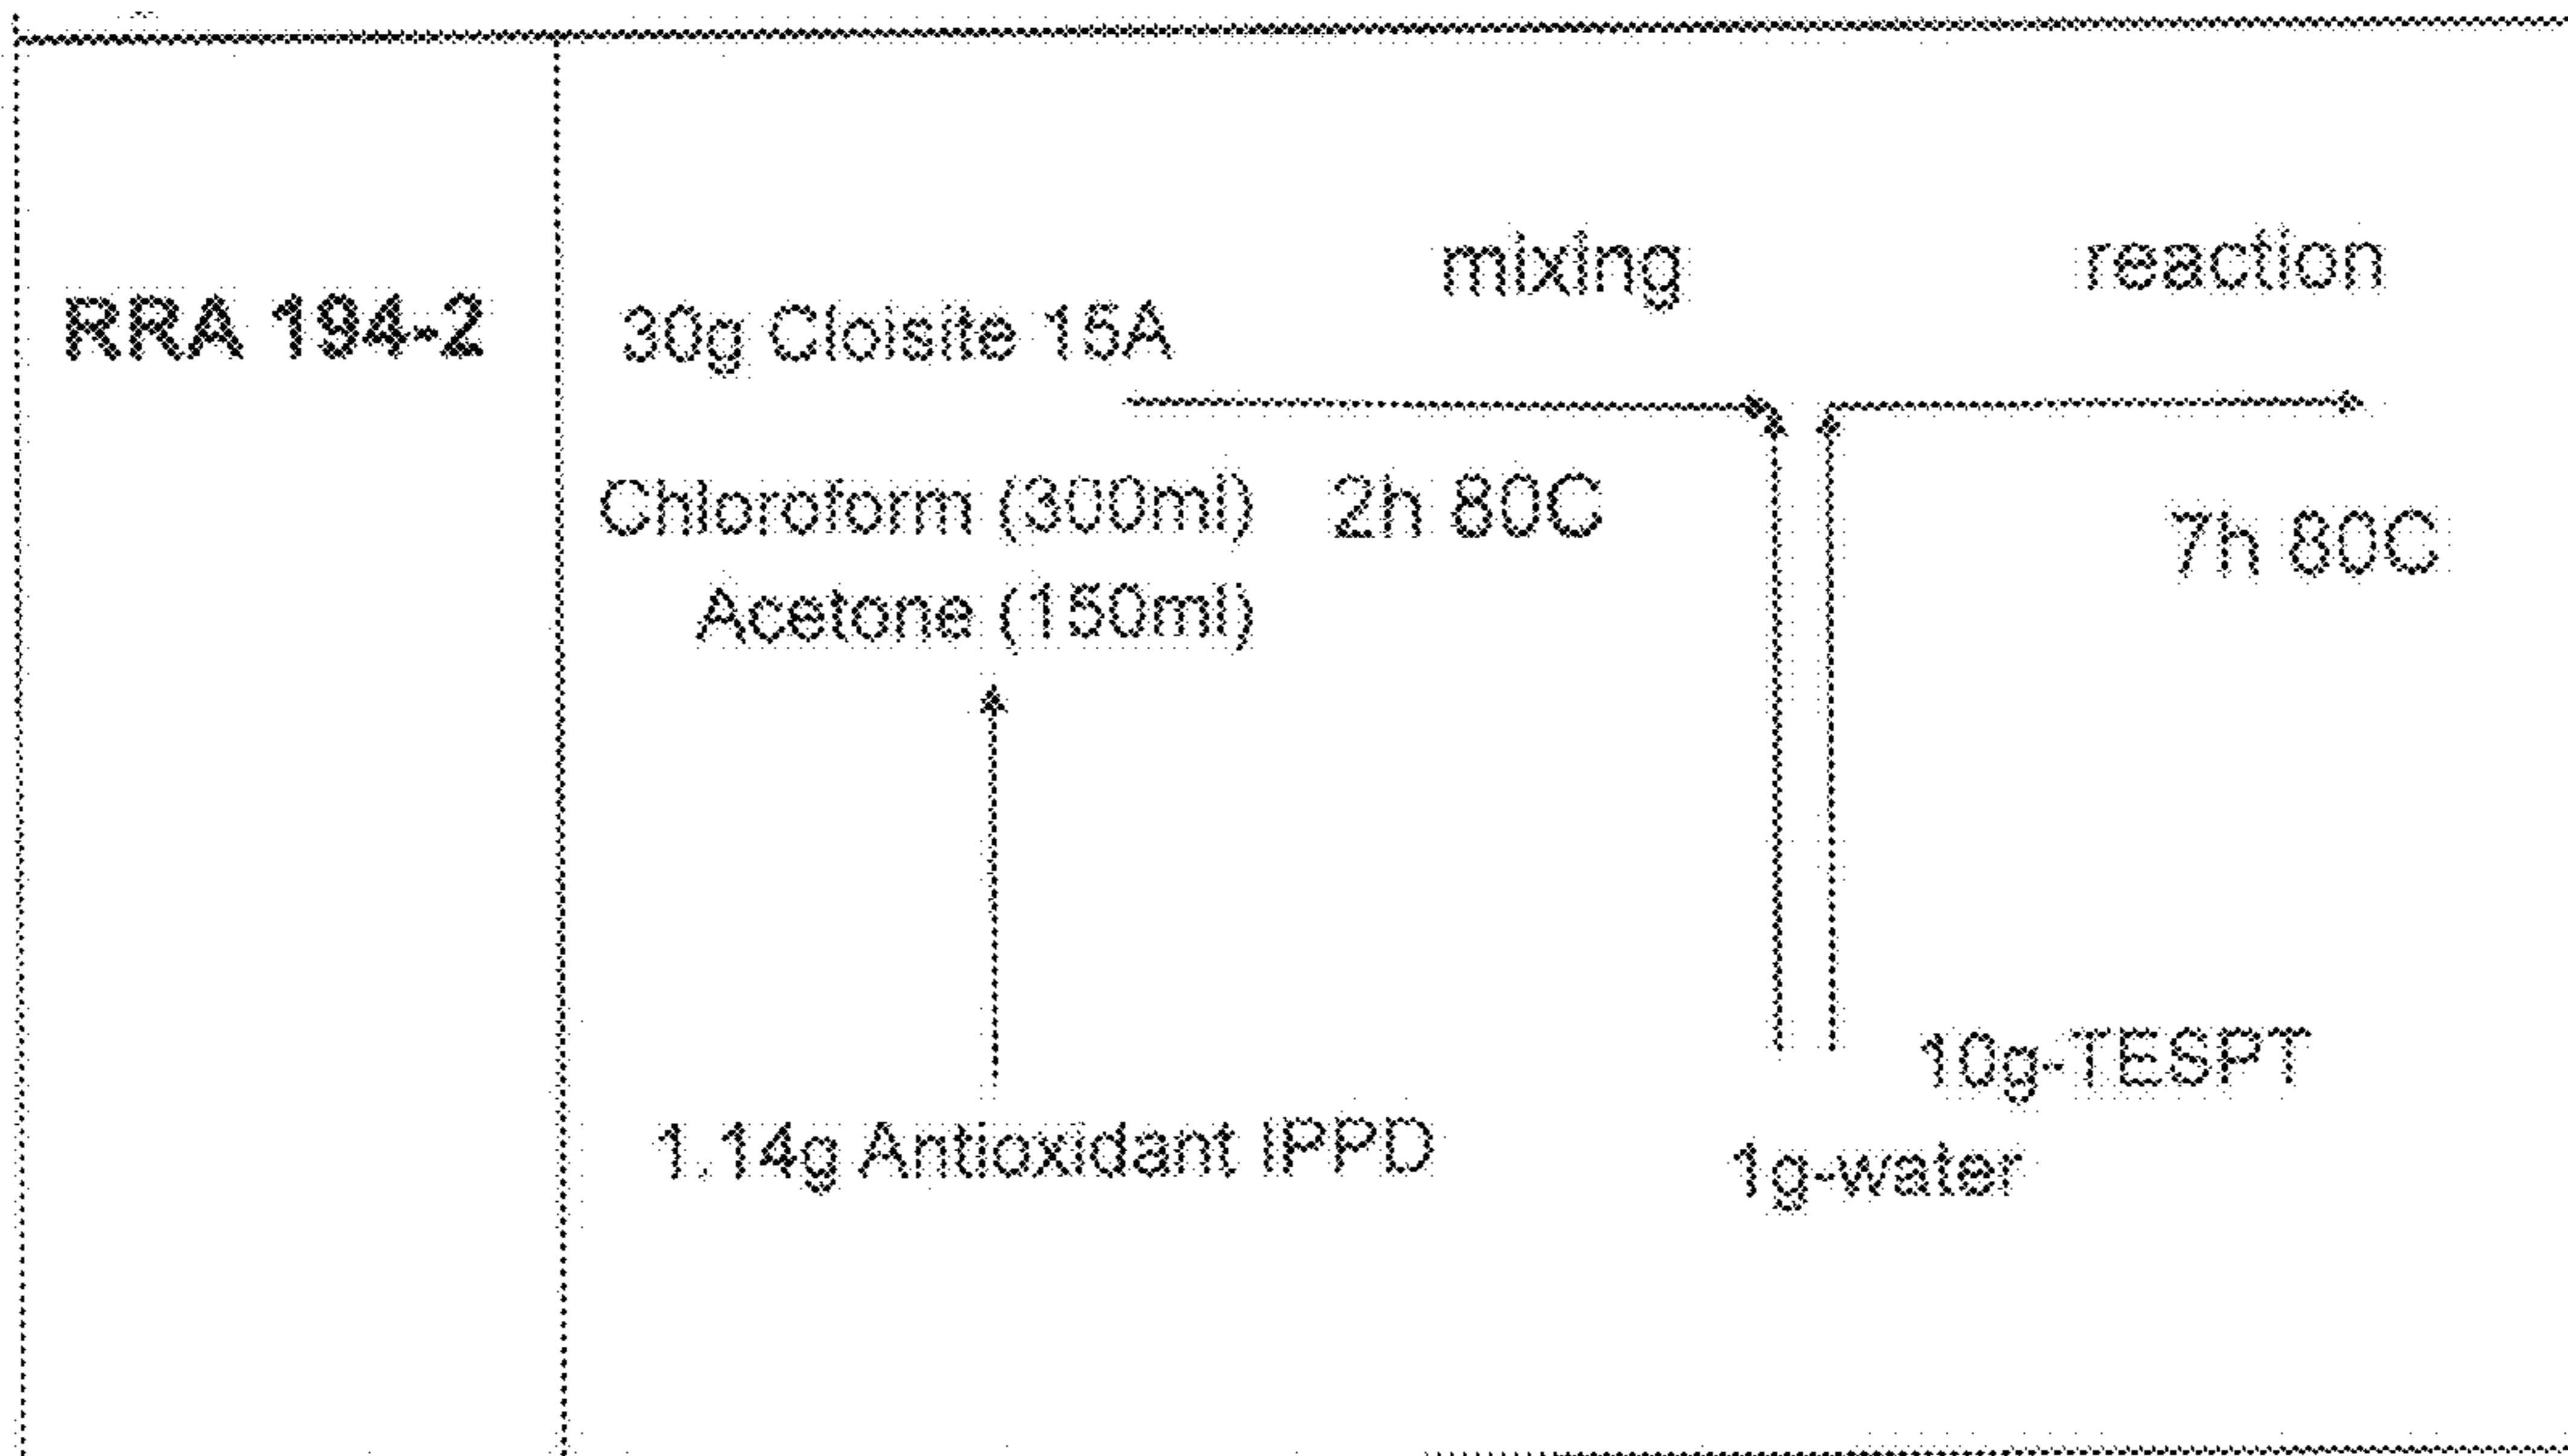 RRA 194-2
30g Cloisite 15A
mixing
reaction
Chloroform (300ml)
2h 80C
7h 80C
Acetone (150ml)
10g-TESPT
1.14g Antioxidant IPPD
1g-water